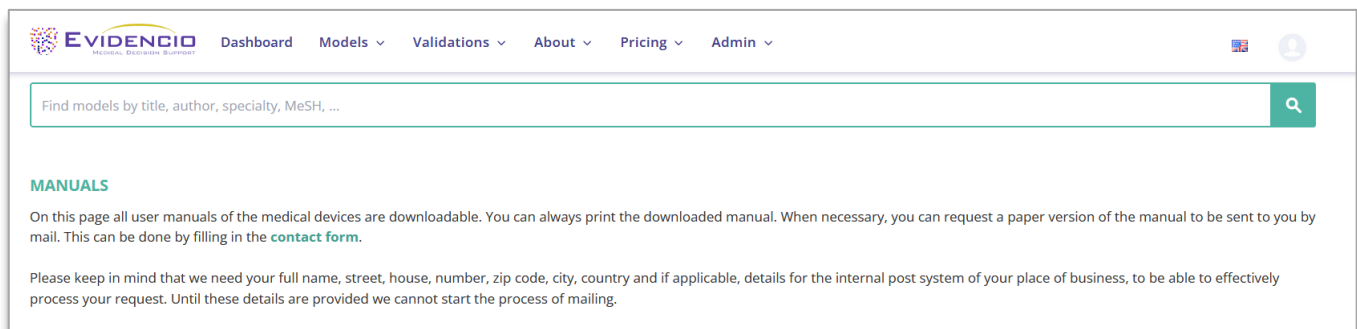 EVIDENCIO Dashboard Models Validations About Pricing Admin
MEDICAL DECISION SUPPORT
Find models by title, author, specialty, MeSH, ...
MANUALS
On this page all user manuals of the medical devices are downloadable. You can always print the downloaded manual. When necessary, you can request a paper version of the manual to be sent to you by
mail. This can be done by filling in the contact form.
Please keep in mind that we need your full name, street, house, number, zip code, city, country and if applicable, details for the internal post system of your place of business, to be able to effectively
process your request. Until these details are provided we cannot start the process of mailing.